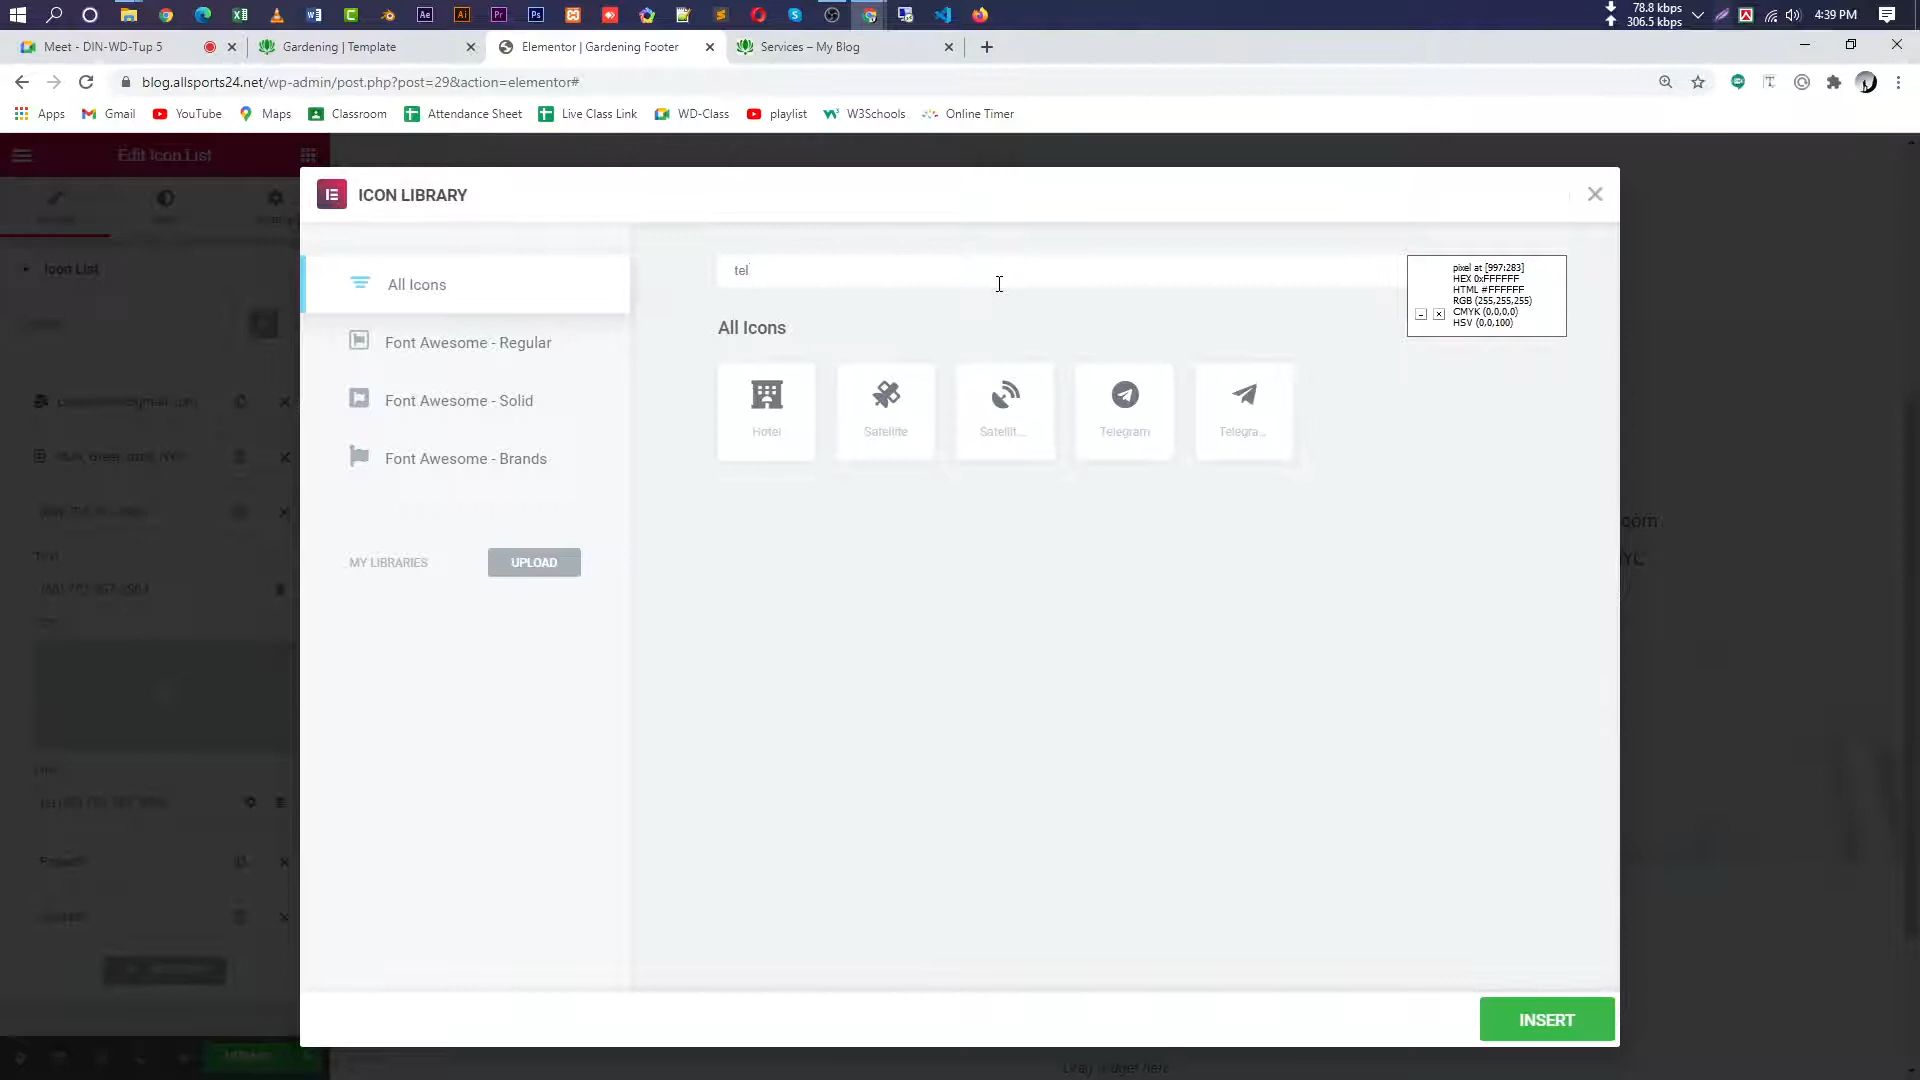 78.8 kbps
306.5 kbps
4:39 PM
Meet - DIN-WD-Tup 5
Gardening | Template
Elementor | Gardening Footer
Services – My Blog
blog.allsports24.net/wp-admin/post.php?post=29&action=elementor#
Apps
Gmail
YouTube
Maps
Classroom
Attendance Sheet
Live Class Link
WD-Class
playlist
W3Schools
Online Timer
Edit Icon List
ICON LIBRARY
Icon List
All Icons
Font Awesome - Regular
Font Awesome - Solid
Font Awesome - Brands
MY LIBRARIES
UPLOAD
tel
pixel at [997:283]
HEX 0xFFFFFF
HTML #FFFFFF
RGB (255,255,255)
CMYK (0,0,0,0)
HSV (0,0,100)
All Icons
Hotel
Satellite
Satellit...
Telegram
Telegra...
.com
YC
INSERT
Drag widget here